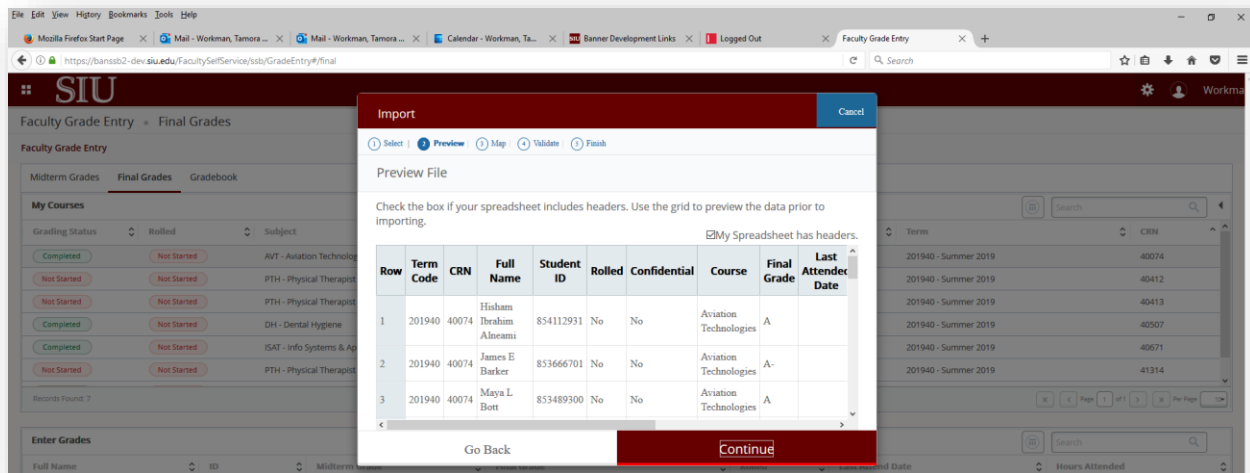 File Edit View History Bookmarks Tools Help
Mozilla Firefox Start Page Mail - Workman, Tamora ... Mail - Workman, Tamora ... Calendar - Workman, Ta... SIU Banner Development Links Logged Out Faculty Grade Entry
https://banssb2-dev.siu.edu/FacultySelfService/ssb/GradeEntry#/final Search
SIU Workma
Faculty Grade Entry • Final Grades
Faculty Grade Entry
Midterm Grades Final Grades Gradebook
My Courses Search
Grading Status Rolled Subject Term CRN
Completed Not Started AVT - Aviation Technolog 201940 - Summer 2019 40074
Not Started Not Started PTH - Physical Therapist 201940 - Summer 2019 40412
Not Started Not Started PTH - Physical Therapist 201940 - Summer 2019 40413
Completed Not Started DH - Dental Hygiene 201940 - Summer 2019 40507
Completed Not Started ISAT - Info Systems & Ap 201940 - Summer 2019 40671
Not Started Not Started PTH - Physical Therapist 201940 - Summer 2019 41314
Records Found: 7 Page 1 of 1 Per Page 10
Enter Grades Search
Full Name ID Midterm Grade Final Grade Rolled Last Attend Date Hours Attended
Import Cancel
1 Select | 2 Preview | 3 Map | 4 Validate | 5 Finish
Preview File
Check the box if your spreadsheet includes headers. Use the grid to preview the data prior to
importing.
My Spreadsheet has headers.
Row Term Code CRN Full Name Student ID Rolled Confidential Course Final Grade Last Attended Date
1 201940 40074 Hisham Ibrahim Alneami 854112931 No No Aviation Technologies A
2 201940 40074 James E Barker 853666701 No No Aviation Technologies A-
3 201940 40074 Maya L Bott 853489300 No No Aviation Technologies A
Go Back Continue